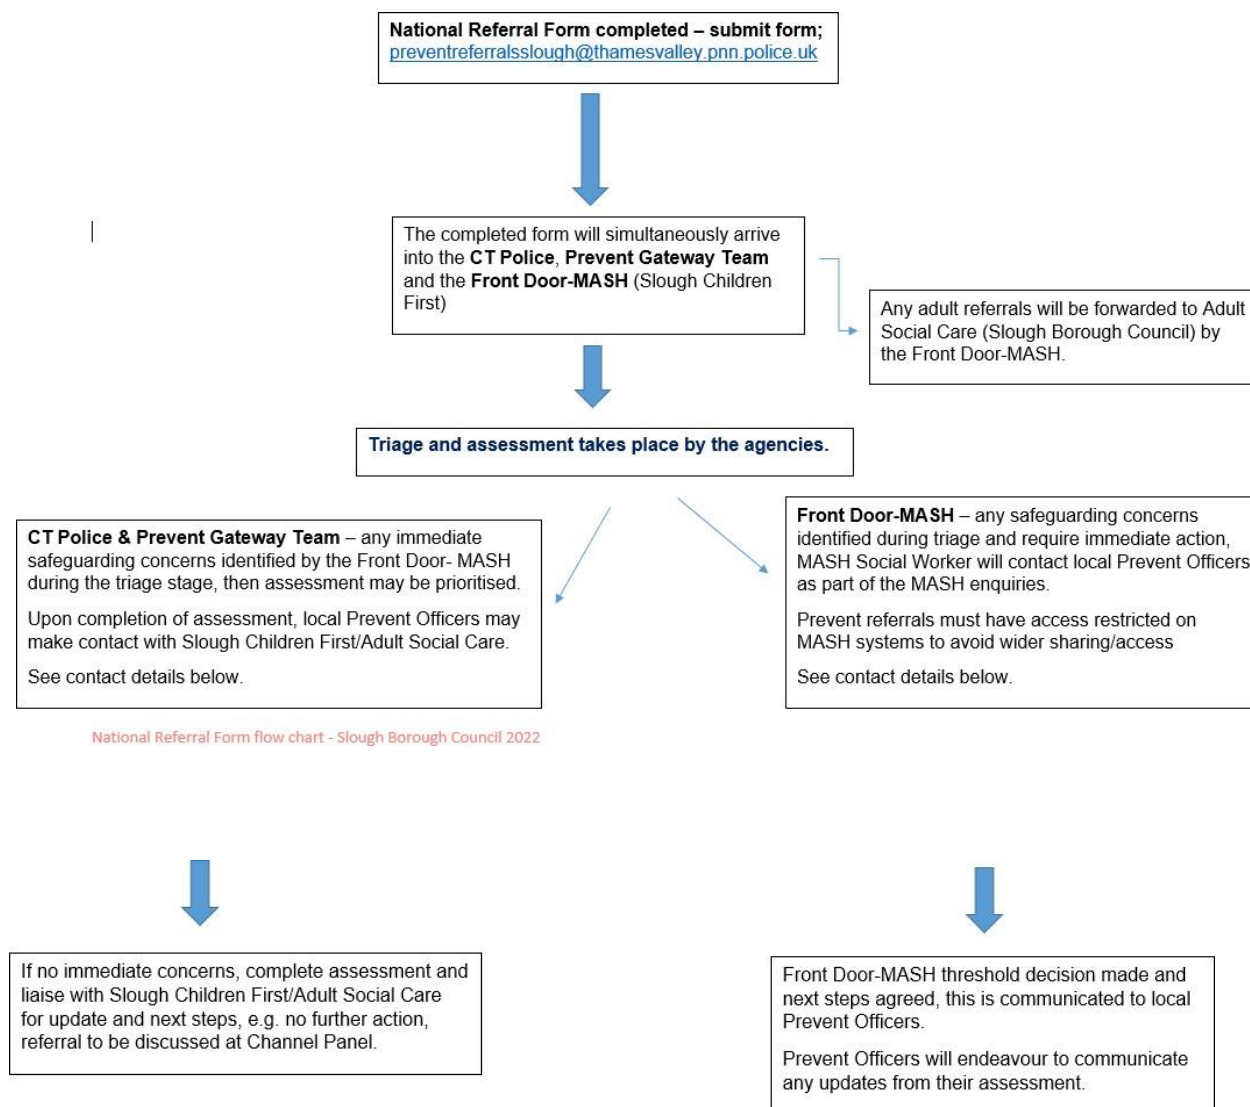 National Referral Form completed – submit form;
preventreferralsslough@thamesvalley.pnn.police.uk
The completed form will simultaneously arrive
into the CT Police, Prevent Gateway Team
and the Front Door-MASH (Slough Children
First)
Any adult referrals will be forwarded to Adult
Social Care (Slough Borough Council) by
the Front Door-MASH.
Triage and assessment takes place by the agencies.
CT Police & Prevent Gateway Team – any immediate
safeguarding concerns identified by the Front Door- MASH
during the triage stage, then assessment may be prioritised.
Upon completion of assessment, local Prevent Officers may
make contact with Slough Children First/Adult Social Care.
See contact details below.
Front Door-MASH – any safeguarding concerns
identified during triage and require immediate action,
MASH Social Worker will contact local Prevent Officers
as part of the MASH enquiries.
Prevent referrals must have access restricted on
MASH systems to avoid wider sharing/access
See contact details below.
National Referral Form flow chart - Slough Borough Council 2022
If no immediate concerns, complete assessment and
liaise with Slough Children First/Adult Social Care
for update and next steps, e.g. no further action,
referral to be discussed at Channel Panel.
Front Door-MASH threshold decision made and
next steps agreed, this is communicated to local
Prevent Officers.
Prevent Officers will endeavour to communicate
any updates from their assessment.